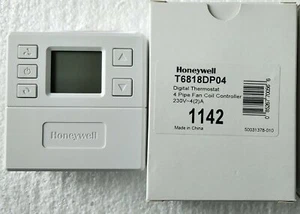 Honeywell
Honeywell
T6818DP04
Digital Thermostat
4 Pipe Fan Coil Controller
230V~4(2)A
1142
Made in China